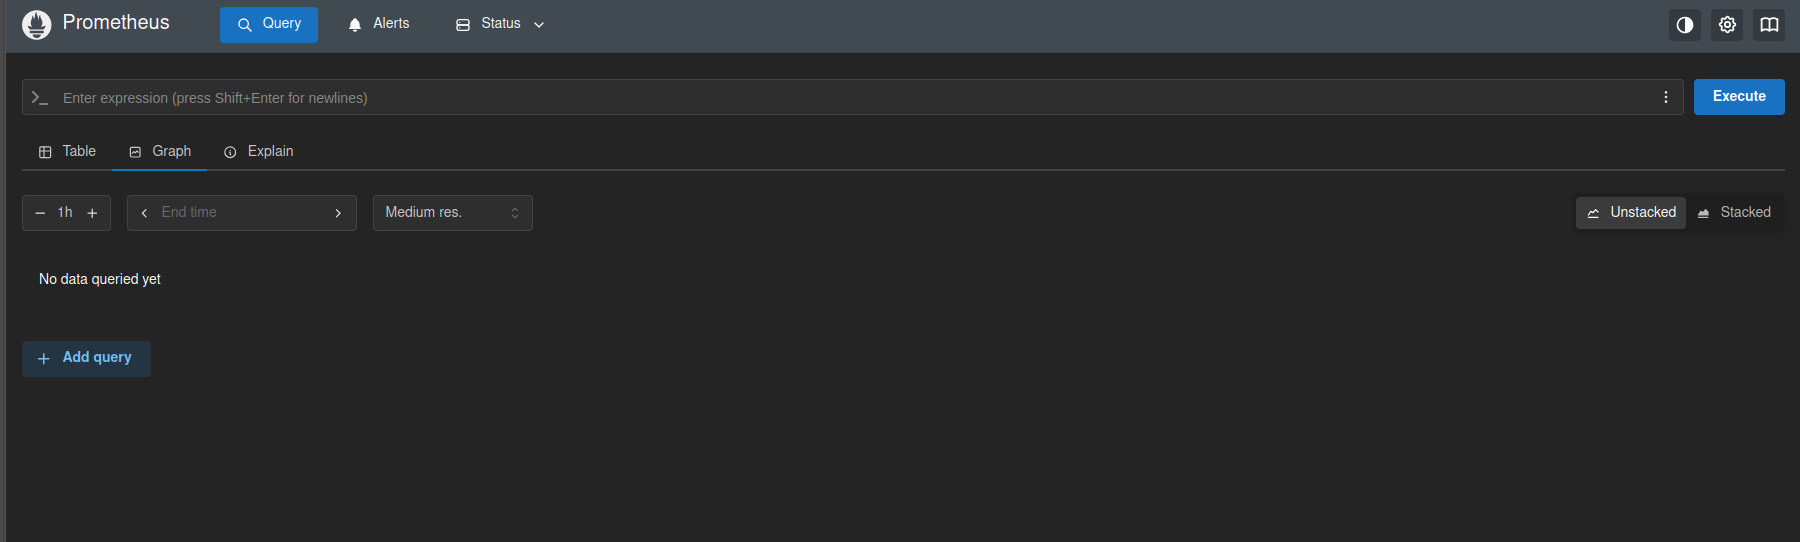 Prometheus Query Alerts Status
Enter expression (press Shift+Enter for newlines) Execute
Table Graph Explain
1h End time Medium res. Unstacked Stacked
No data queried yet
Add query